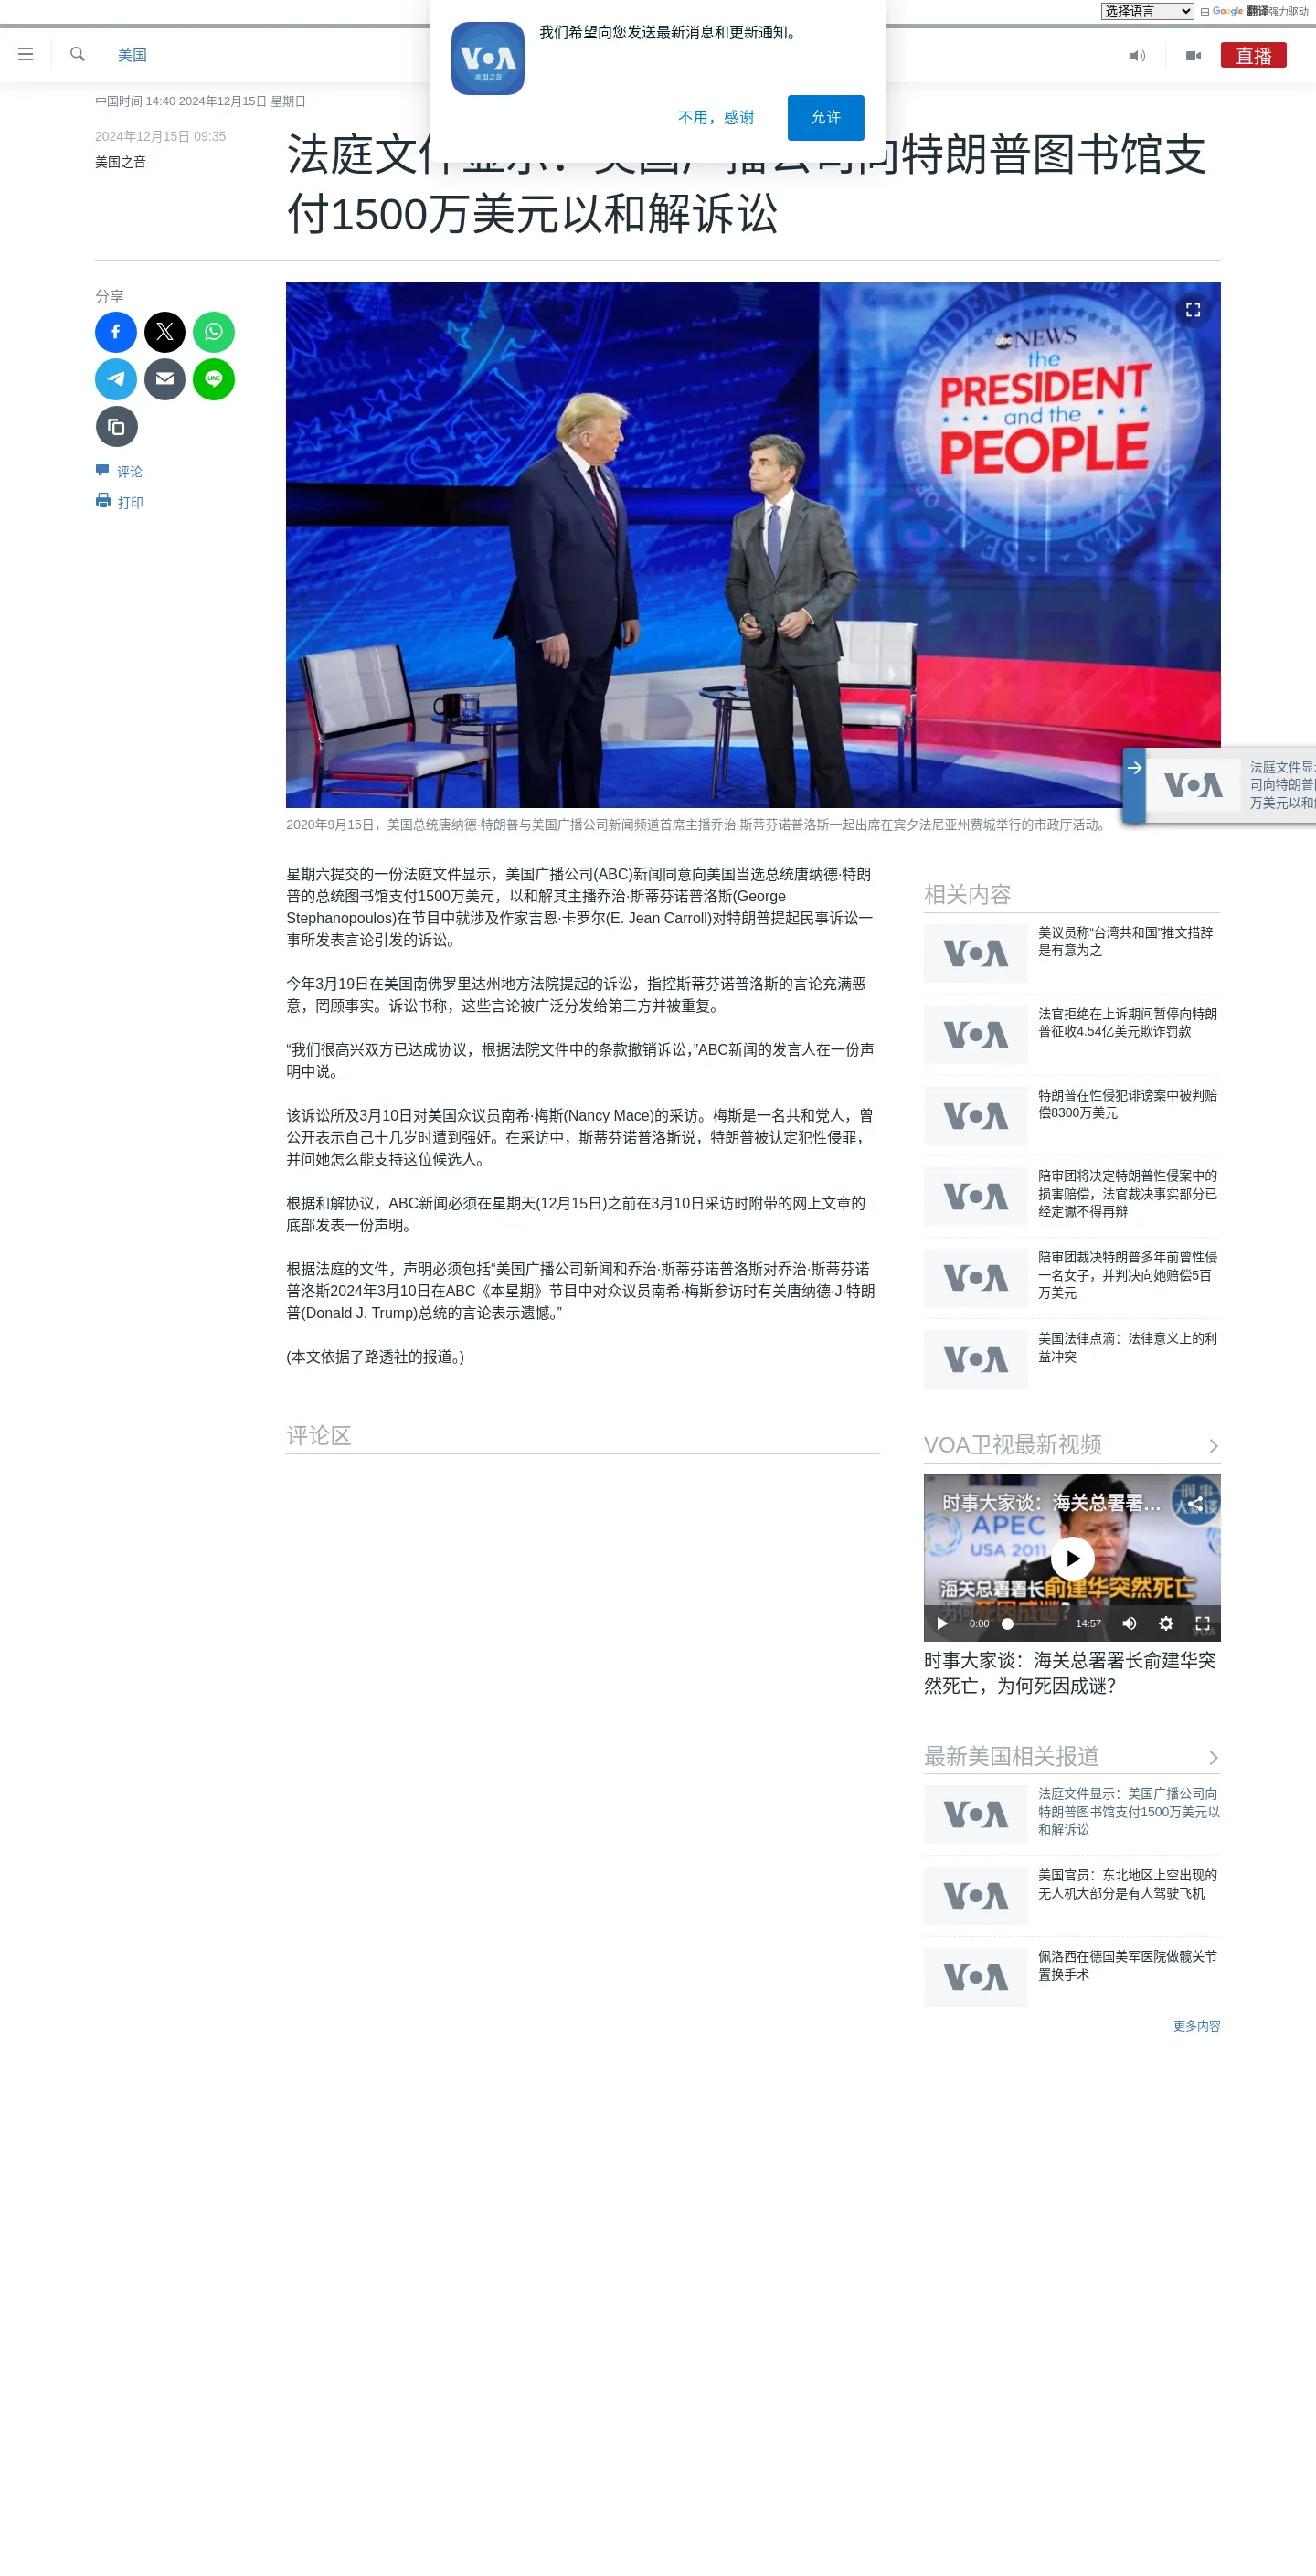 选择语言
由 Google 翻译强力驱动
我们希望向您发送最新消息和更新通知。
VOA
美国之音
不用，感谢
允许
美国
直播
中国时间 14:40 2024年12月15日 星期日
2024年12月15日 09:35
美国之音
法庭文件显示：美国广播公司向特朗普图书馆支
付1500万美元以和解诉讼
分享
LINE
评论
打印
abc NEWS
the
PRESIDENT
and the
PEOPLE
2020年9月15日，美国总统唐纳德·特朗普与美国广播公司新闻频道首席主播乔治·斯蒂芬诺普洛斯一起出席在宾夕法尼亚州费城举行的市政厅活动。
VOA
法庭文件显
司向特朗普
万美元以和
星期六提交的一份法庭文件显示，美国广播公司(ABC)新闻同意向美国当选总统唐纳德·特朗
普的总统图书馆支付1500万美元，以和解其主播乔治·斯蒂芬诺普洛斯(George
Stephanopoulos)在节目中就涉及作家吉恩·卡罗尔(E. Jean Carroll)对特朗普提起民事诉讼一
事所发表言论引发的诉讼。
今年3月19日在美国南佛罗里达州地方法院提起的诉讼，指控斯蒂芬诺普洛斯的言论充满恶
意，罔顾事实。诉讼书称，这些言论被广泛分发给第三方并被重复。
“我们很高兴双方已达成协议，根据法院文件中的条款撤销诉讼，”ABC新闻的发言人在一份声
明中说。
该诉讼所及3月10日对美国众议员南希·梅斯(Nancy Mace)的采访。梅斯是一名共和党人，曾
公开表示自己十几岁时遭到强奸。在采访中，斯蒂芬诺普洛斯说，特朗普被认定犯性侵罪，
并问她怎么能支持这位候选人。
根据和解协议，ABC新闻必须在星期天(12月15日)之前在3月10日采访时附带的网上文章的
底部发表一份声明。
根据法庭的文件，声明必须包括“美国广播公司新闻和乔治·斯蒂芬诺普洛斯对乔治·斯蒂芬诺
普洛斯2024年3月10日在ABC《本星期》节目中对众议员南希·梅斯参访时有关唐纳德·J·特朗
普(Donald J. Trump)总统的言论表示遗憾。”
(本文依据了路透社的报道。)
评论区
相关内容
VOA
美议员称“台湾共和国”推文措辞
是有意为之
VOA
法官拒绝在上诉期间暂停向特朗
普征收4.54亿美元欺诈罚款
VOA
特朗普在性侵犯诽谤案中被判赔
偿8300万美元
VOA
陪审团将决定特朗普性侵案中的
损害赔偿，法官裁决事实部分已
经定谳不得再辩
VOA
陪审团裁决特朗普多年前曾性侵
一名女子，并判决向她赔偿5百
万美元
VOA
美国法律点滴：法律意义上的利
益冲突
VOA卫视最新视频
时事大家谈：海关总署署...
时事
大家谈
APEC
USA 2011
海关总署署长俞建华突然死亡
为何死因成谜？
0:00
14:57
VOA
时事大家谈：海关总署署长俞建华突
然死亡，为何死因成谜？
最新美国相关报道
VOA
法庭文件显示：美国广播公司向
特朗普图书馆支付1500万美元以
和解诉讼
VOA
美国官员：东北地区上空出现的
无人机大部分是有人驾驶飞机
VOA
佩洛西在德国美军医院做髋关节
置换手术
更多内容